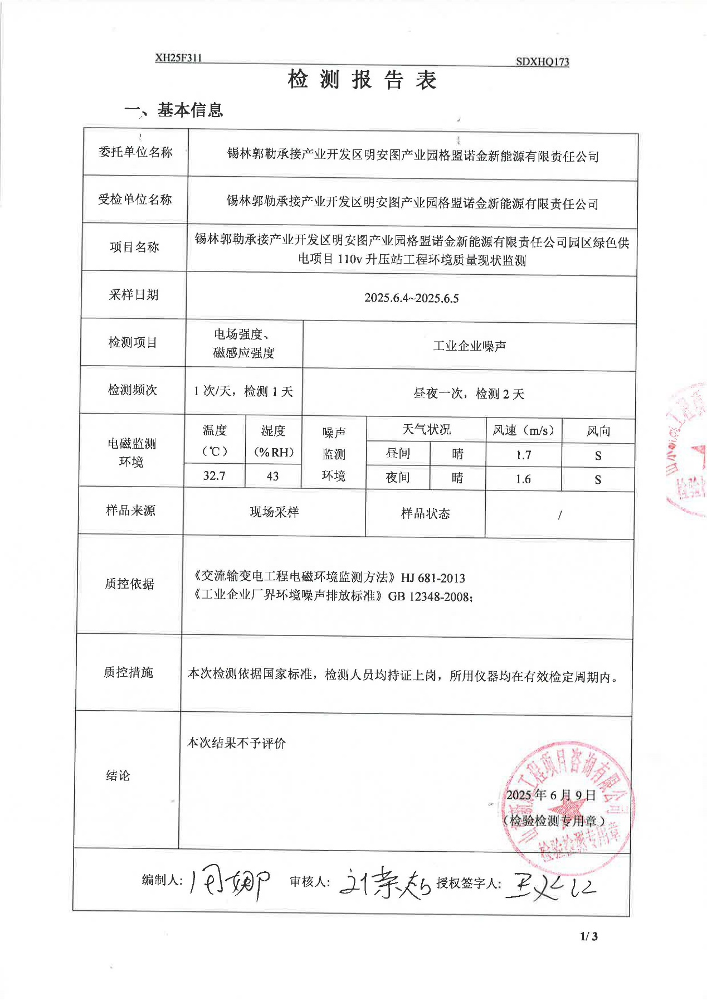 XH25F311 SDXHQ173
检测报告表
一、基本信息
委托单位名称 锡林郭勒承接产业开发区明安图产业园格盟诺金新能源有限责任公司
受检单位名称 锡林郭勒承接产业开发区明安图产业园格盟诺金新能源有限责任公司
项目名称 锡林郭勒承接产业开发区明安图产业园格盟诺金新能源有限责任公司园区绿色供
电项目 110v 升压站工程环境质量现状监测
采样日期 2025.6.4~2025.6.5
检测项目 电场强度、
磁感应强度 工业企业噪声
检测频次 1 次/天，检测 1 天 昼夜一次，检测 2 天
电磁监测
环境
温度
（℃）
湿度
（%RH）
32.7 43
噪声
监测
环境
天气状况 风速（m/s） 风向
昼间 晴 1.7 S
夜间 晴 1.6 S
样品来源 现场采样 样品状态 /
质控依据
《交流输变电工程电磁环境监测方法》HJ 681-2013
《工业企业厂界环境噪声排放标准》GB 12348-2008;
质控措施 本次检测依据国家标准，检测人员均持证上岗，所用仪器均在有效检定周期内。
结论
本次结果不予评价
2025 年 6 月 9 日
（检验检测专用章）
工程项目咨询有限公司
检验检测专用章
编制人: 周娜 审核人: 授权签字人:
1/ 3